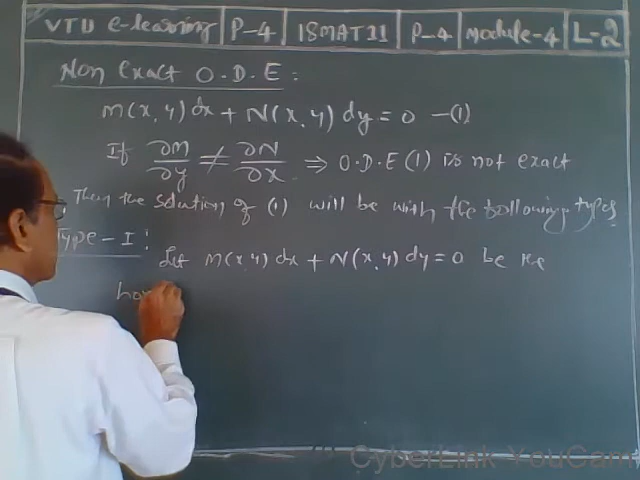 VTU e-learning P-4 18MAT11 P-4 Module-4 L-2
Non Exact O.D.E:
M(x,y)dx + N(x,y)dy = 0 —(1)
If ∂M/∂y ≠ ∂N/∂x ⇒ O.D.E (1) is not exact
Then the solution of (1) will be with the following types.
Type-I:
Let M(x,y)dx + N(x,y)dy = 0 be the
hom
CyberLink YouCam